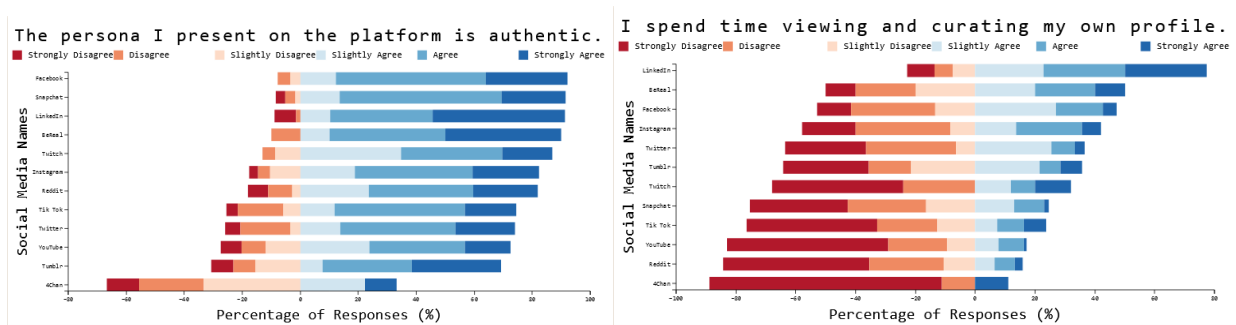 The persona I present on the platform is authentic.
Strongly Disagree Disagree Slightly Disagree Slightly Agree Agree Strongly Agree
Social Media Names
Facebook
Snapchat
LinkedIn
BeReal
Twitch
Instagram
Reddit
Tik Tok
Twitter
YouTube
Tumblr
4Chan
-80 -60 -40 -20 0 20 40 60 80 100
Percentage of Responses (%)
I spend time viewing and curating my own profile.
Strongly Disagree Disagree Slightly Disagree Slightly Agree Agree Strongly Agree
Social Media Names
LinkedIn
BeReal
Facebook
Instagram
Twitter
Tumblr
Twitch
Snapchat
Tik Tok
YouTube
Reddit
4Chan
-100 -80 -60 -40 -20 0 20 40 60 80
Percentage of Responses (%)